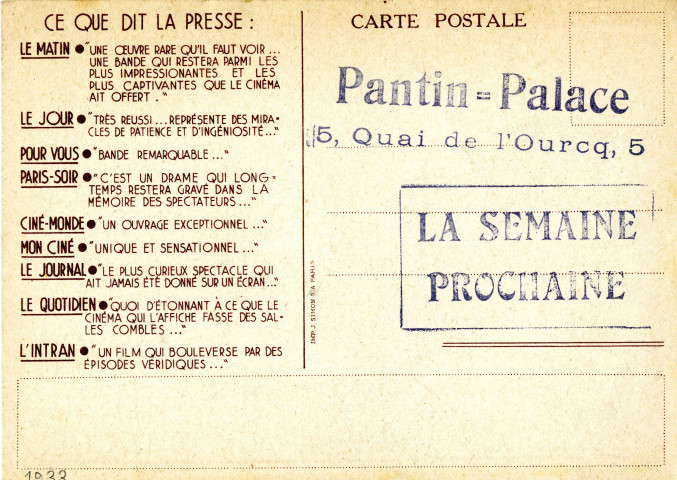 CE QUE DIT LA PRESSE :
LE MATIN ● "UNE ŒUVRE RARE QU'IL FAUT VOIR...
UNE BANDE QUI RESTERA PARMI LES
PLUS IMPRESSIONANTES ET LES
PLUS CAPTIVANTES QUE LE CINÉMA
AIT OFFERT . "
LE JOUR ● "TRÈS REUSSI ... REPRÉSENTE DES MIRA-
CLES DE PATIENCE ET D'INGÉNIOSITÉ..."
POUR VOUS ● "BANDE REMARQUABLE ..."
PARIS-SOIR ● "C'EST UN DRAME QUI LONG-
TEMPS RESTERA GRAVÉ DANS LA
MÉMOIRE DES SPECTATEURS ..."
CINÉ-MONDE ● "UN OUVRAGE EXCEPTIONNEL ..."
MON CINÉ ● "UNIQUE ET SENSATIONNEL ..."
LE JOURNAL ● "LE PLUS CURIEUX SPECTACLE QUI
AIT JAMAIS ÉTÉ DONNÉ SUR UN ÉCRAN..."
LE QUOTIDIEN ● "QUOI D'ÉTONNANT À CE QUE LE
CINÉMA QUI L'AFFICHE FASSE DES SAL-
LES COMBLES ..."
L'INTRAN ● "UN FILM QUI BOULEVERSE PAR DES
ÉPISODES VÉRIDIQUES ..."
1933
IMP. J. SIMON S.A. PARIS
CARTE POSTALE
Pantin=Palace
5, Quai de l'Ourcq, 5
LA SEMAINE
PROCHAINE